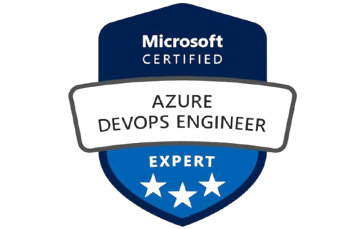 Microsoft
CERTIFIED
AZURE
DEVOPS ENGINEER
EXPERT